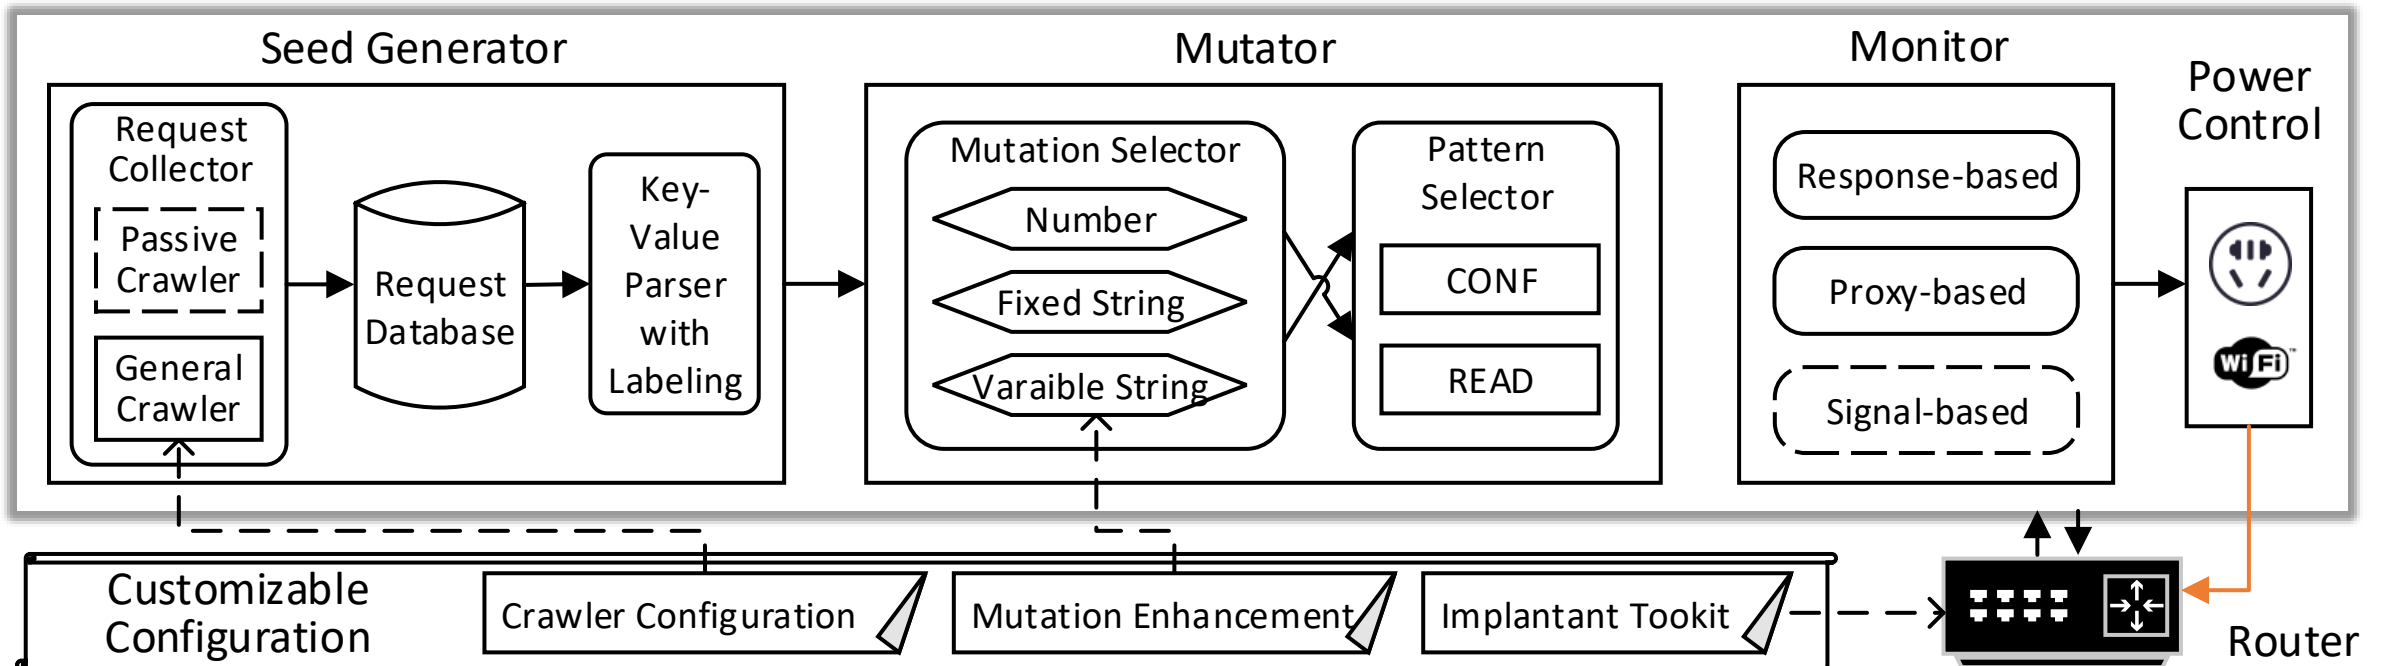 Seed Generator
Mutator
Monitor
Power
Control
Request
Collector
Passive
Crawler
General
Crawler
Request
Database
Key-
Value
Parser
with
Labeling
Mutation Selector
Number
Fixed String
Varaible String
Pattern
Selector
CONF
READ
Response-based
Proxy-based
Signal-based
WiFi™
Customizable
Configuration
Crawler Configuration
Mutation Enhancement
Implantant Tookit
Router